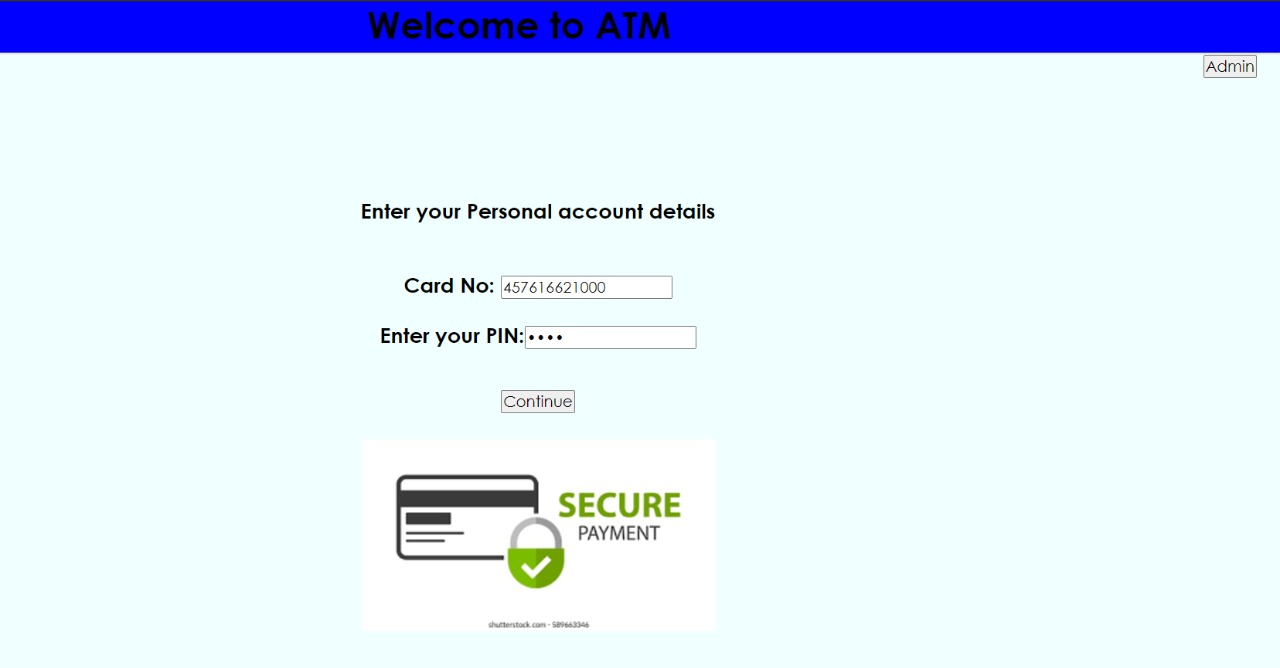 Welcome to ATM
Admin
Enter your Personal account details
Card No: 457616621000
Enter your PIN:••••
Continue
SECURE
PAYMENT
shutterstock.com - 589663346